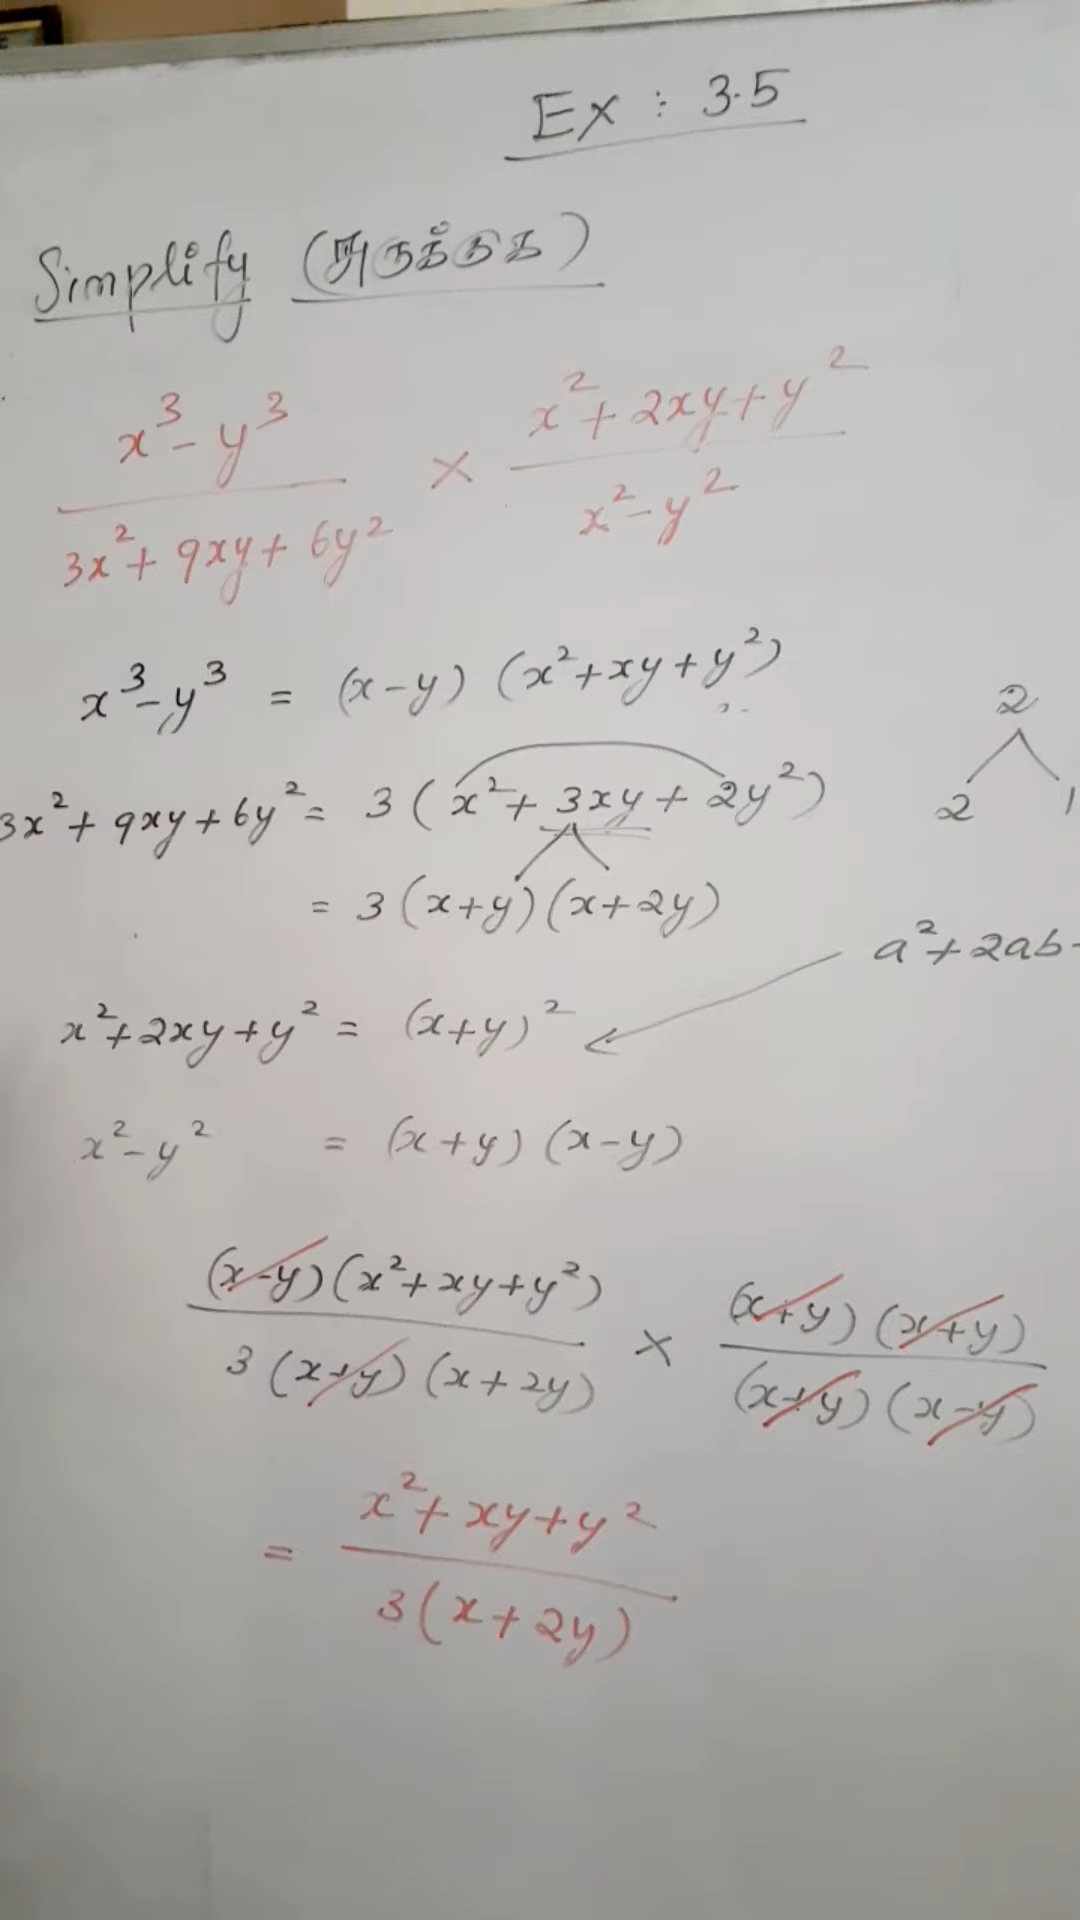 Ex : 3.5
Simplify (சுருக்குக)
x³ - y³ / 3x² + 9xy + 6y² × x² + 2xy + y² / x² - y²
x³ - y³ = (x - y) (x² + xy + y²)
2
3x² + 9xy + 6y² = 3 (x² + 3xy + 2y²)
2 1
= 3 (x + y) (x + 2y)
a² + 2ab
x² + 2xy + y² = (x + y)²
x² - y² = (x + y) (x - y)
(x - y) (x² + xy + y²) / 3 (x + y) (x + 2y) × (x + y) (x + y) / (x + y) (x - y)
= x² + xy + y² / 3 (x + 2y)